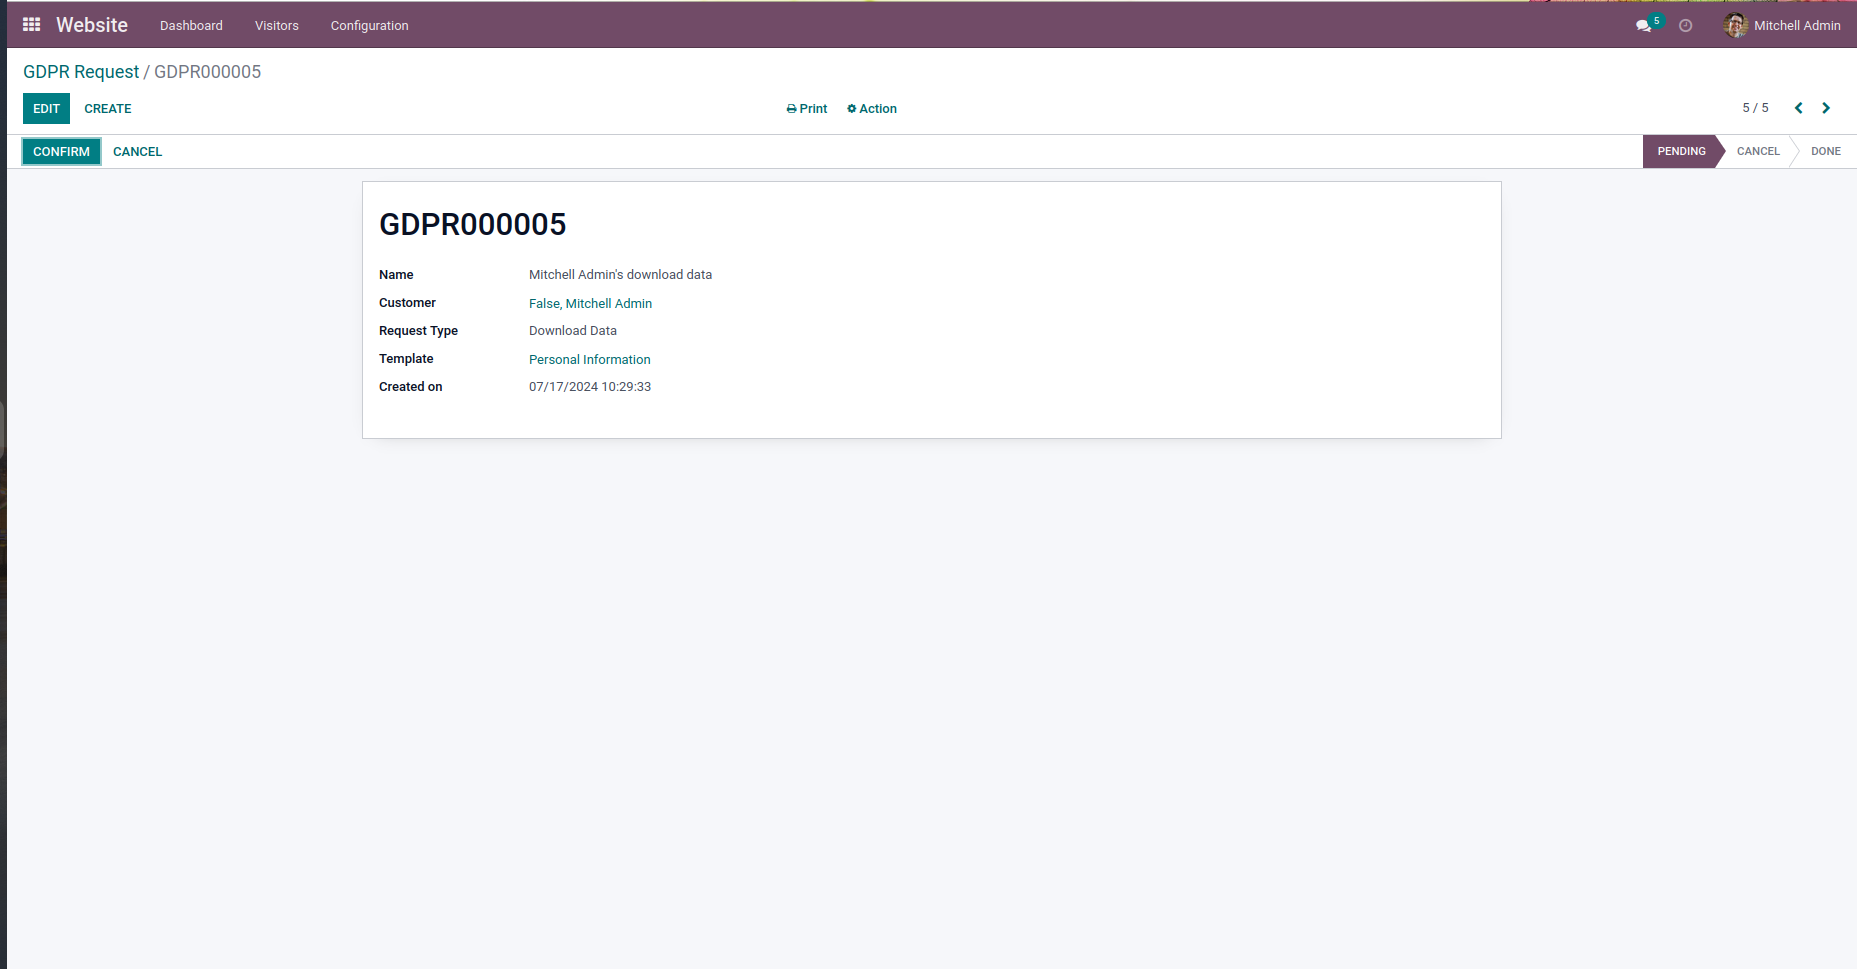 Website Dashboard Visitors Configuration 5 Mitchell Admin
GDPR Request / GDPR000005
EDIT CREATE Print Action 5 / 5
CONFIRM CANCEL PENDING CANCEL DONE
GDPR000005
Name Mitchell Admin's download data
Customer False, Mitchell Admin
Request Type Download Data
Template Personal Information
Created on 07/17/2024 10:29:33